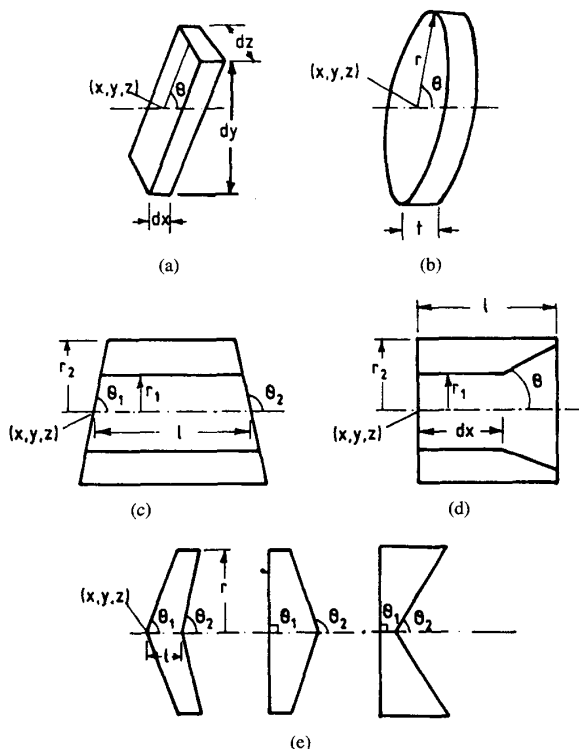 dz
(x,y,z)
θ
dy
dx
(a)
r
(x,y,z)
θ
t
(b)
r₂
θ₁
r₁
θ₂
(x,y,z)
l
(c)
l
r₂
r₁
θ
(x,y,z)
dx
(d)
(x,y,z)
r
θ₁
θ₂
l
θ₁
θ₂
θ₁
θ₂
(e)